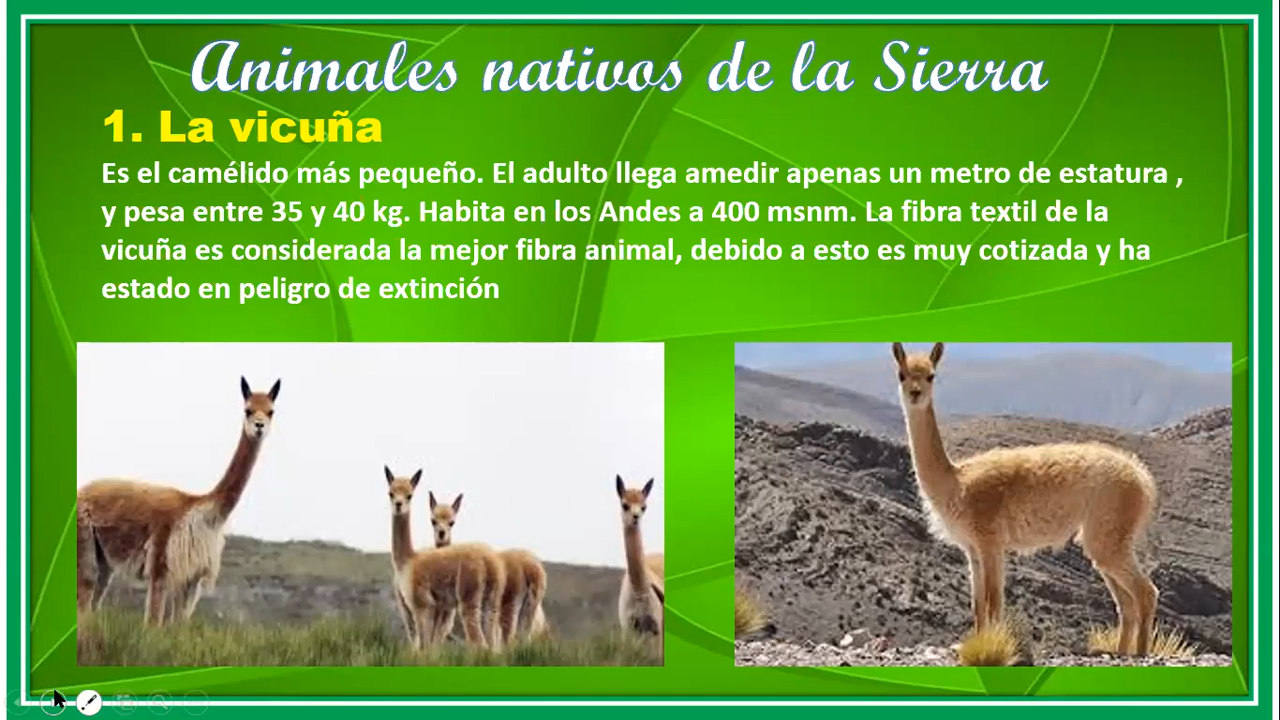 Animales nativos de la Sierra
1. La vicuña
Es el camélido más pequeño. El adulto llega amedir apenas un metro de estatura ,
y pesa entre 35 y 40 kg. Habita en los Andes a 400 msnm. La fibra textil de la
vicuña es considerada la mejor fibra animal, debido a esto es muy cotizada y ha
estado en peligro de extinción